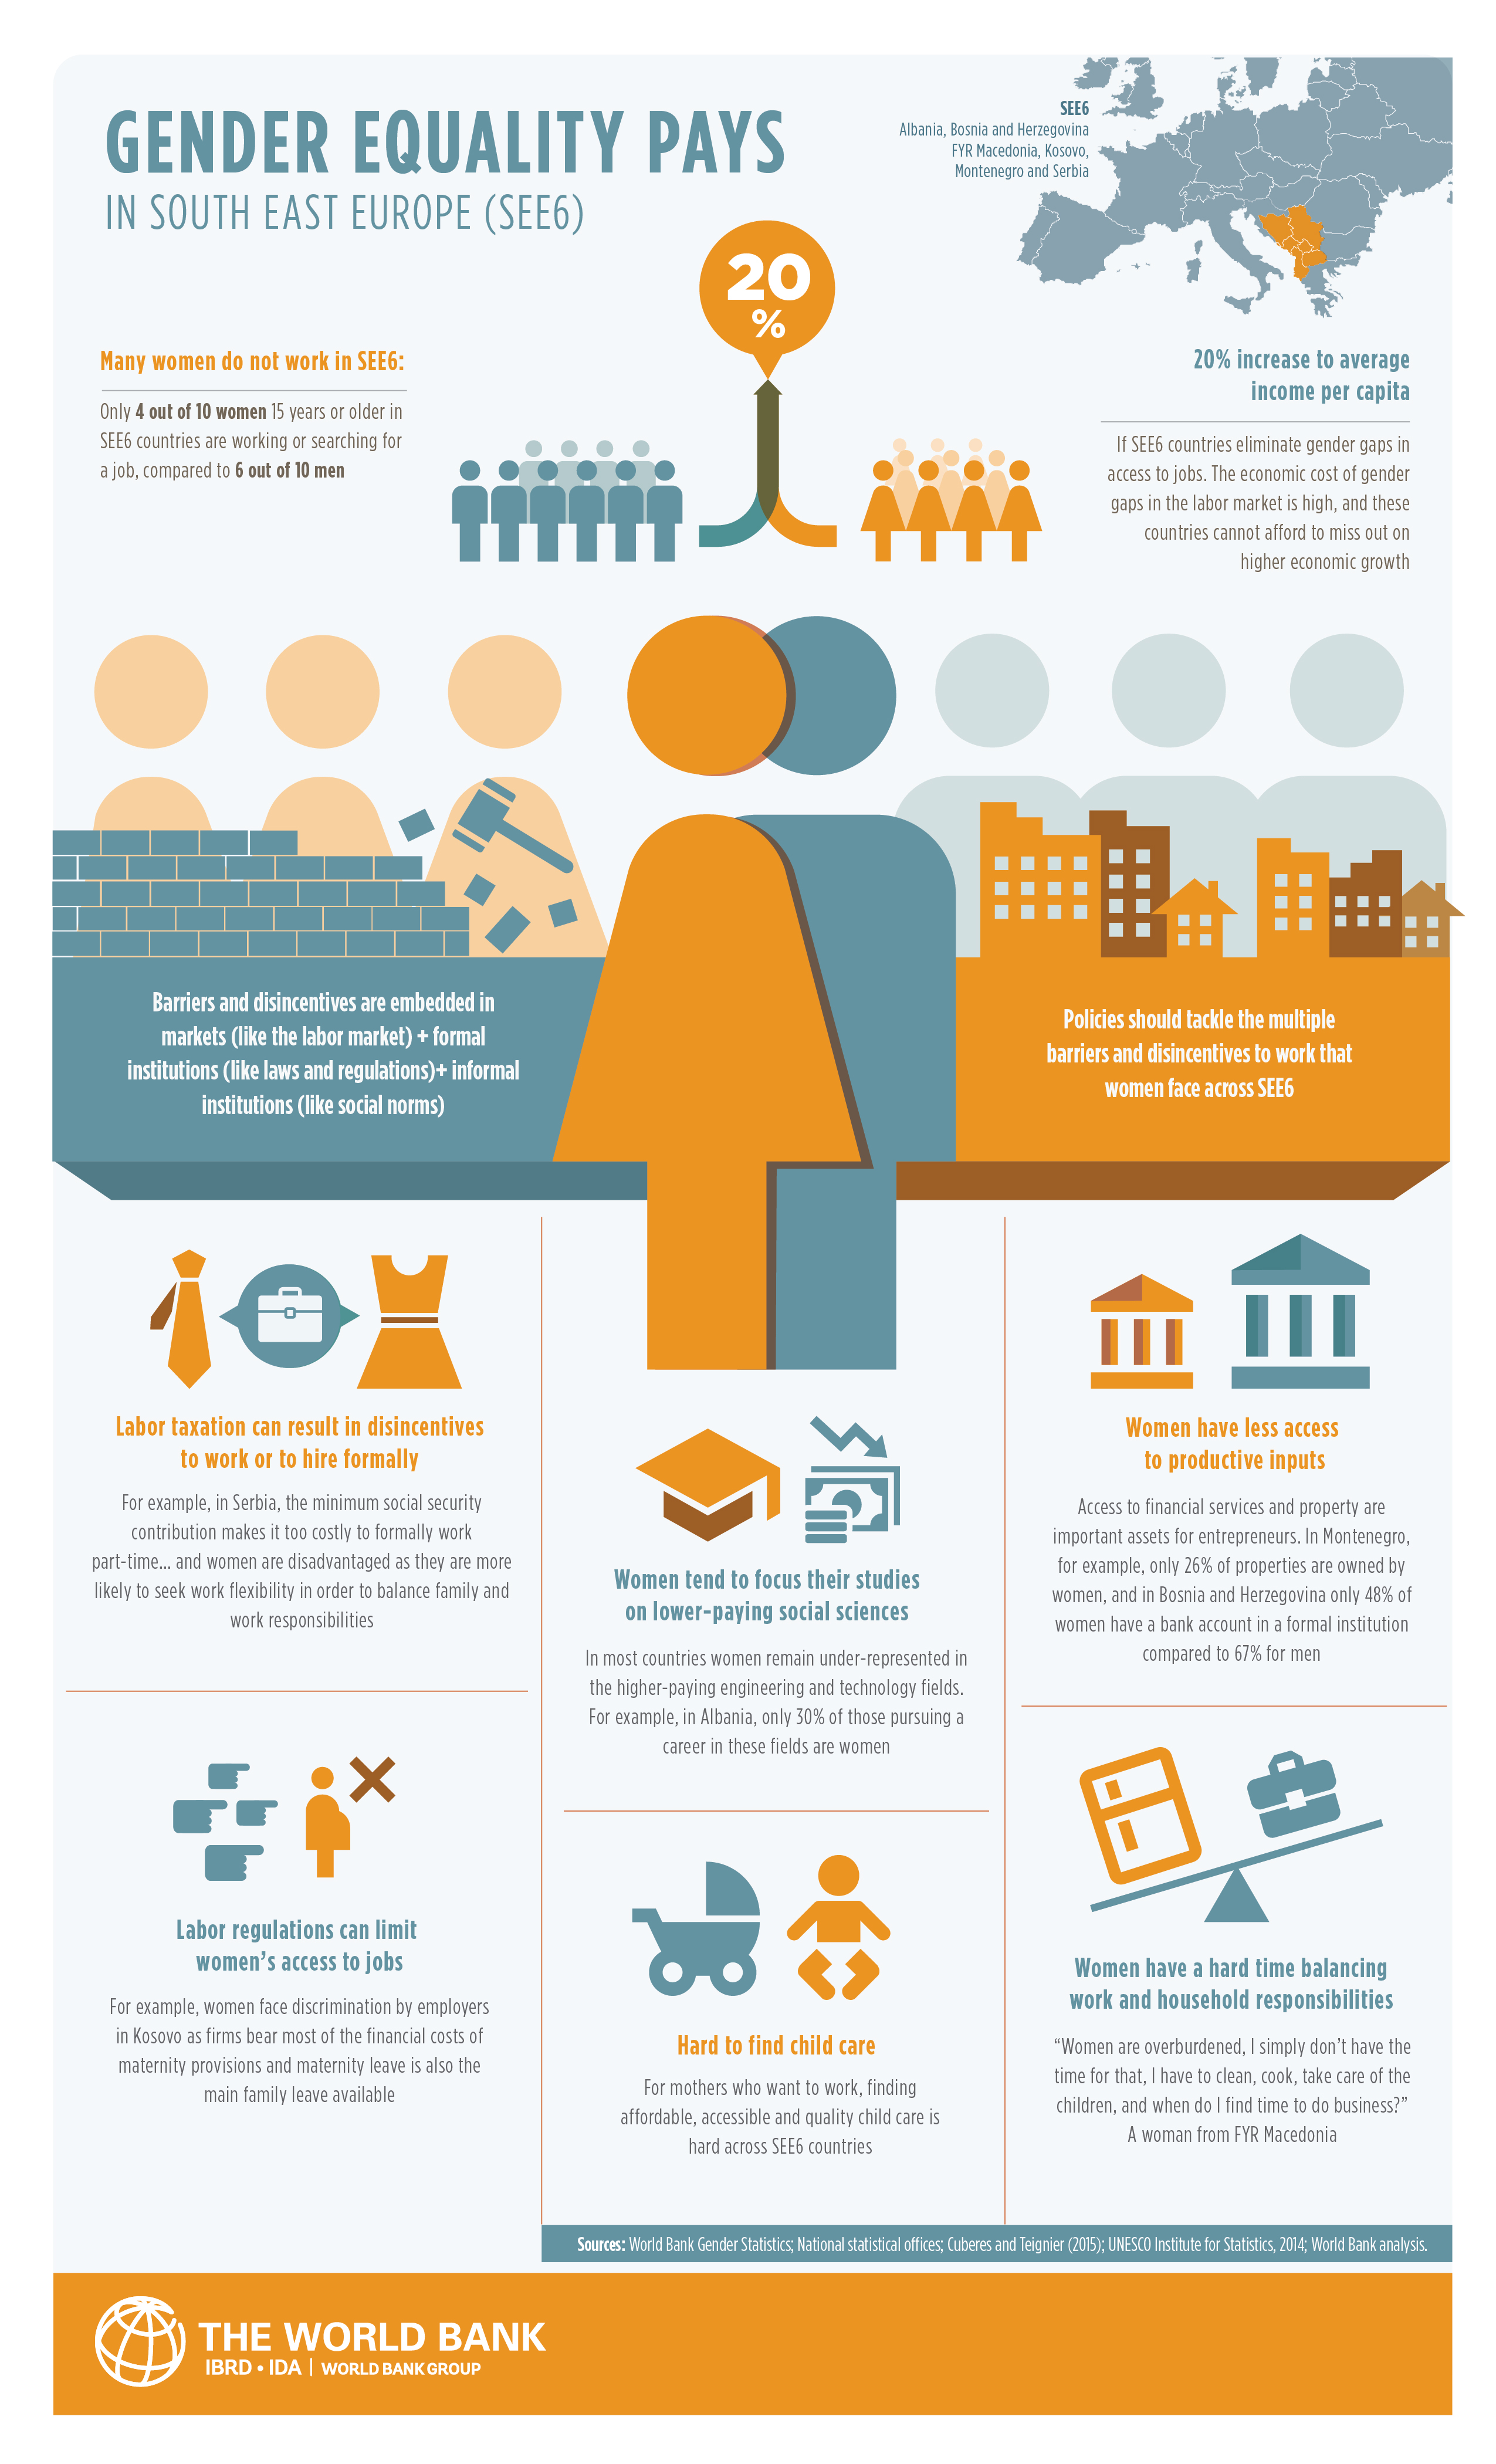 GENDER EQUALITY PAYS
IN SOUTH EAST EUROPE (SEE6)
SEE6
Albania, Bosnia and Herzegovina
FYR Macedonia, Kosovo,
Montenegro and Serbia
20
%
Many women do not work in SEE6:
Only 4 out of 10 women 15 years or older in
SEE6 countries are working or searching for
a job, compared to 6 out of 10 men
20% increase to average
income per capita
If SEE6 countries eliminate gender gaps in
access to jobs. The economic cost of gender
gaps in the labor market is high, and these
countries cannot afford to miss out on
higher economic growth
Barriers and disincentives are embedded in
markets (like the labor market) + formal
institutions (like laws and regulations)+ informal
institutions (like social norms)
Policies should tackle the multiple
barriers and disincentives to work that
women face across SEE6
Labor taxation can result in disincentives
to work or to hire formally
For example, in Serbia, the minimum social security
contribution makes it too costly to formally work
part-time... and women are disadvantaged as they are more
likely to seek work flexibility in order to balance family and
work responsibilities
Labor regulations can limit
women's access to jobs
For example, women face discrimination by employers
in Kosovo as firms bear most of the financial costs of
maternity provisions and maternity leave is also the
main family leave available
Women tend to focus their studies
on lower-paying social sciences
In most countries women remain under-represented in
the higher-paying engineering and technology fields.
For example, in Albania, only 30% of those pursuing a
career in these fields are women
Hard to find child care
For mothers who want to work, finding
affordable, accessible and quality child care is
hard across SEE6 countries
Women have less access
to productive inputs
Access to financial services and property are
important assets for entrepreneurs. In Montenegro,
for example, only 26% of properties are owned by
women, and in Bosnia and Herzegovina only 48% of
women have a bank account in a formal institution
compared to 67% for men
Women have a hard time balancing
work and household responsibilities
“Women are overburdened, I simply don't have the
time for that, I have to clean, cook, take care of the
children, and when do I find time to do business?”
A woman from FYR Macedonia
Sources: World Bank Gender Statistics; National statistical offices; Cuberes and Teignier (2015); UNESCO Institute for Statistics, 2014; World Bank analysis.
THE WORLD BANK
IBRD • IDA | WORLD BANK GROUP